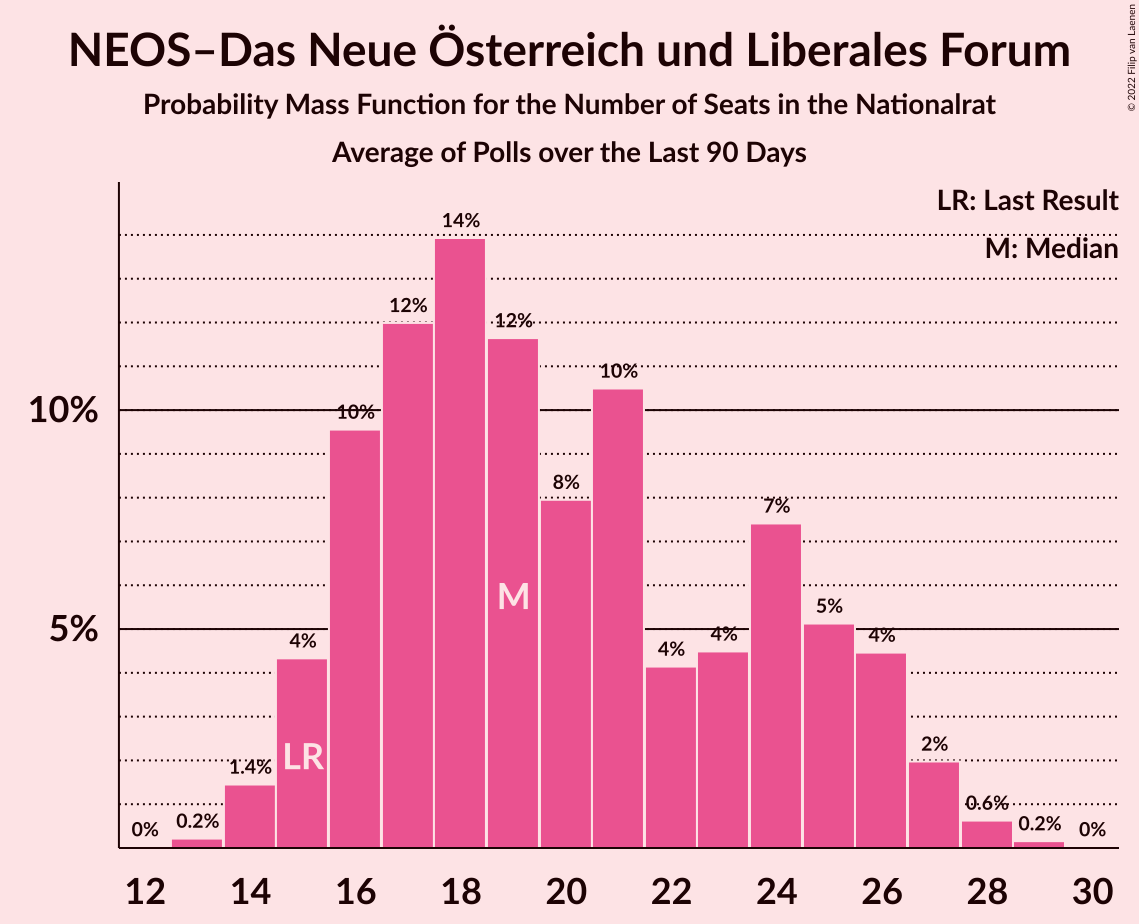 NEOS–Das Neue Österreich und Liberales Forum
Probability Mass Function for the Number of Seats in the Nationalrat
Average of Polls over the Last 90 Days
© 2022 Filip van Laenen
LR: Last Result
M: Median
14%
12%
12%
10%
10%
10%
8%
7%
5%
5%
4%
4%
4%
4%
M
LR
2%
1.4%
0.6%
0.2%
0.2%
0%
0%
12 14 16 18 20 22 24 26 28 30